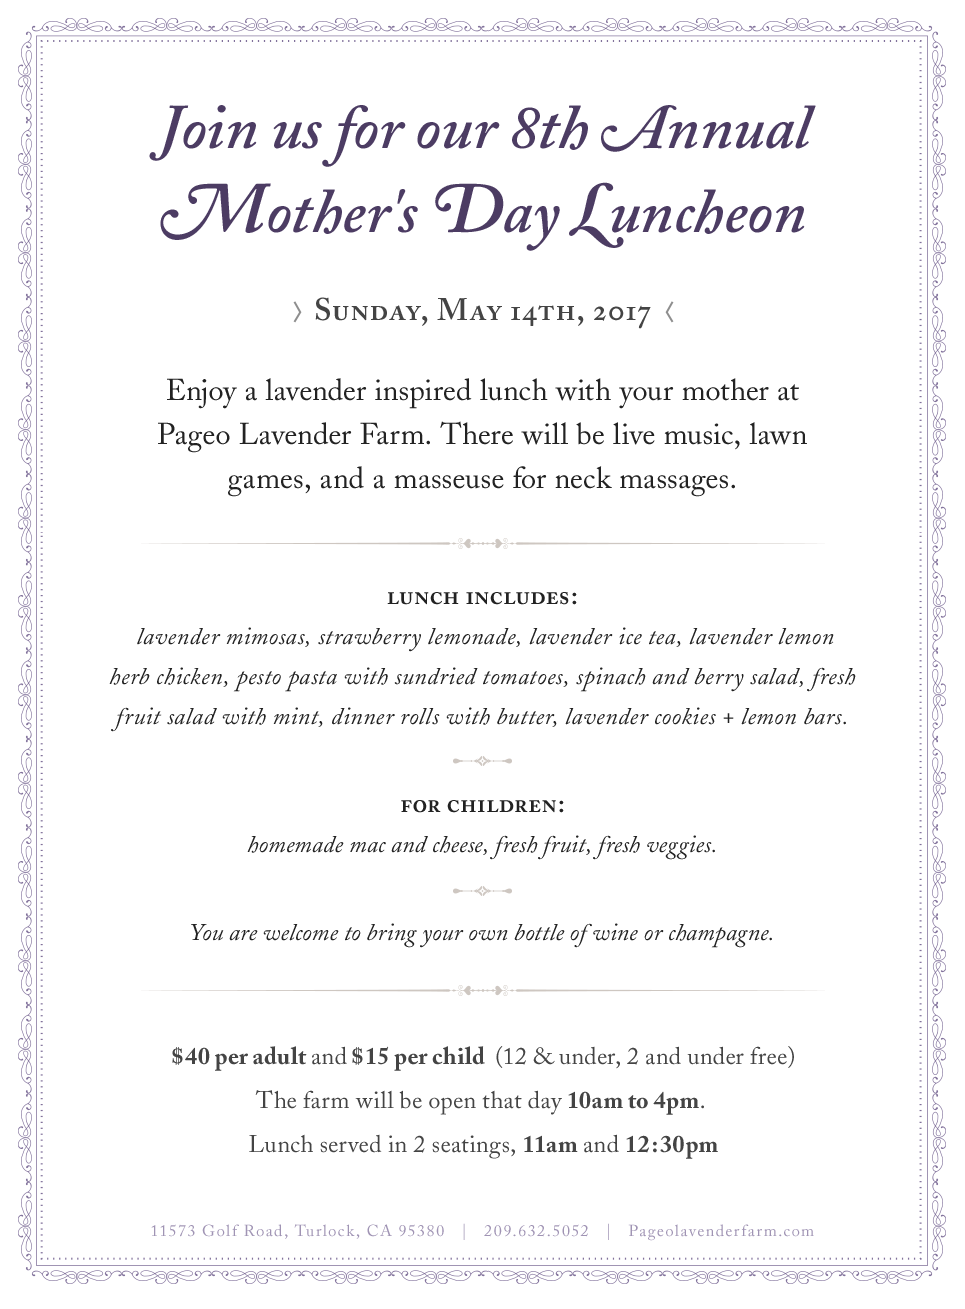 Join us for our 8th Annual
Mother's Day Luncheon
〉 Sunday, May 14th, 2017 〈
Enjoy a lavender inspired lunch with your mother at
Pageo Lavender Farm. There will be live music, lawn
games, and a masseuse for neck massages.
LUNCH INCLUDES:
lavender mimosas, strawberry lemonade, lavender ice tea, lavender lemon
herb chicken, pesto pasta with sundried tomatoes, spinach and berry salad, fresh
fruit salad with mint, dinner rolls with butter, lavender cookies + lemon bars.
FOR CHILDREN:
homemade mac and cheese, fresh fruit, fresh veggies.
You are welcome to bring your own bottle of wine or champagne.
$40 per adult and $15 per child (12 & under, 2 and under free)
The farm will be open that day 10am to 4pm.
Lunch served in 2 seatings, 11am and 12:30pm
11573 Golf Road, Turlock, CA 95380 | 209.632.5052 | Pageolavenderfarm.com